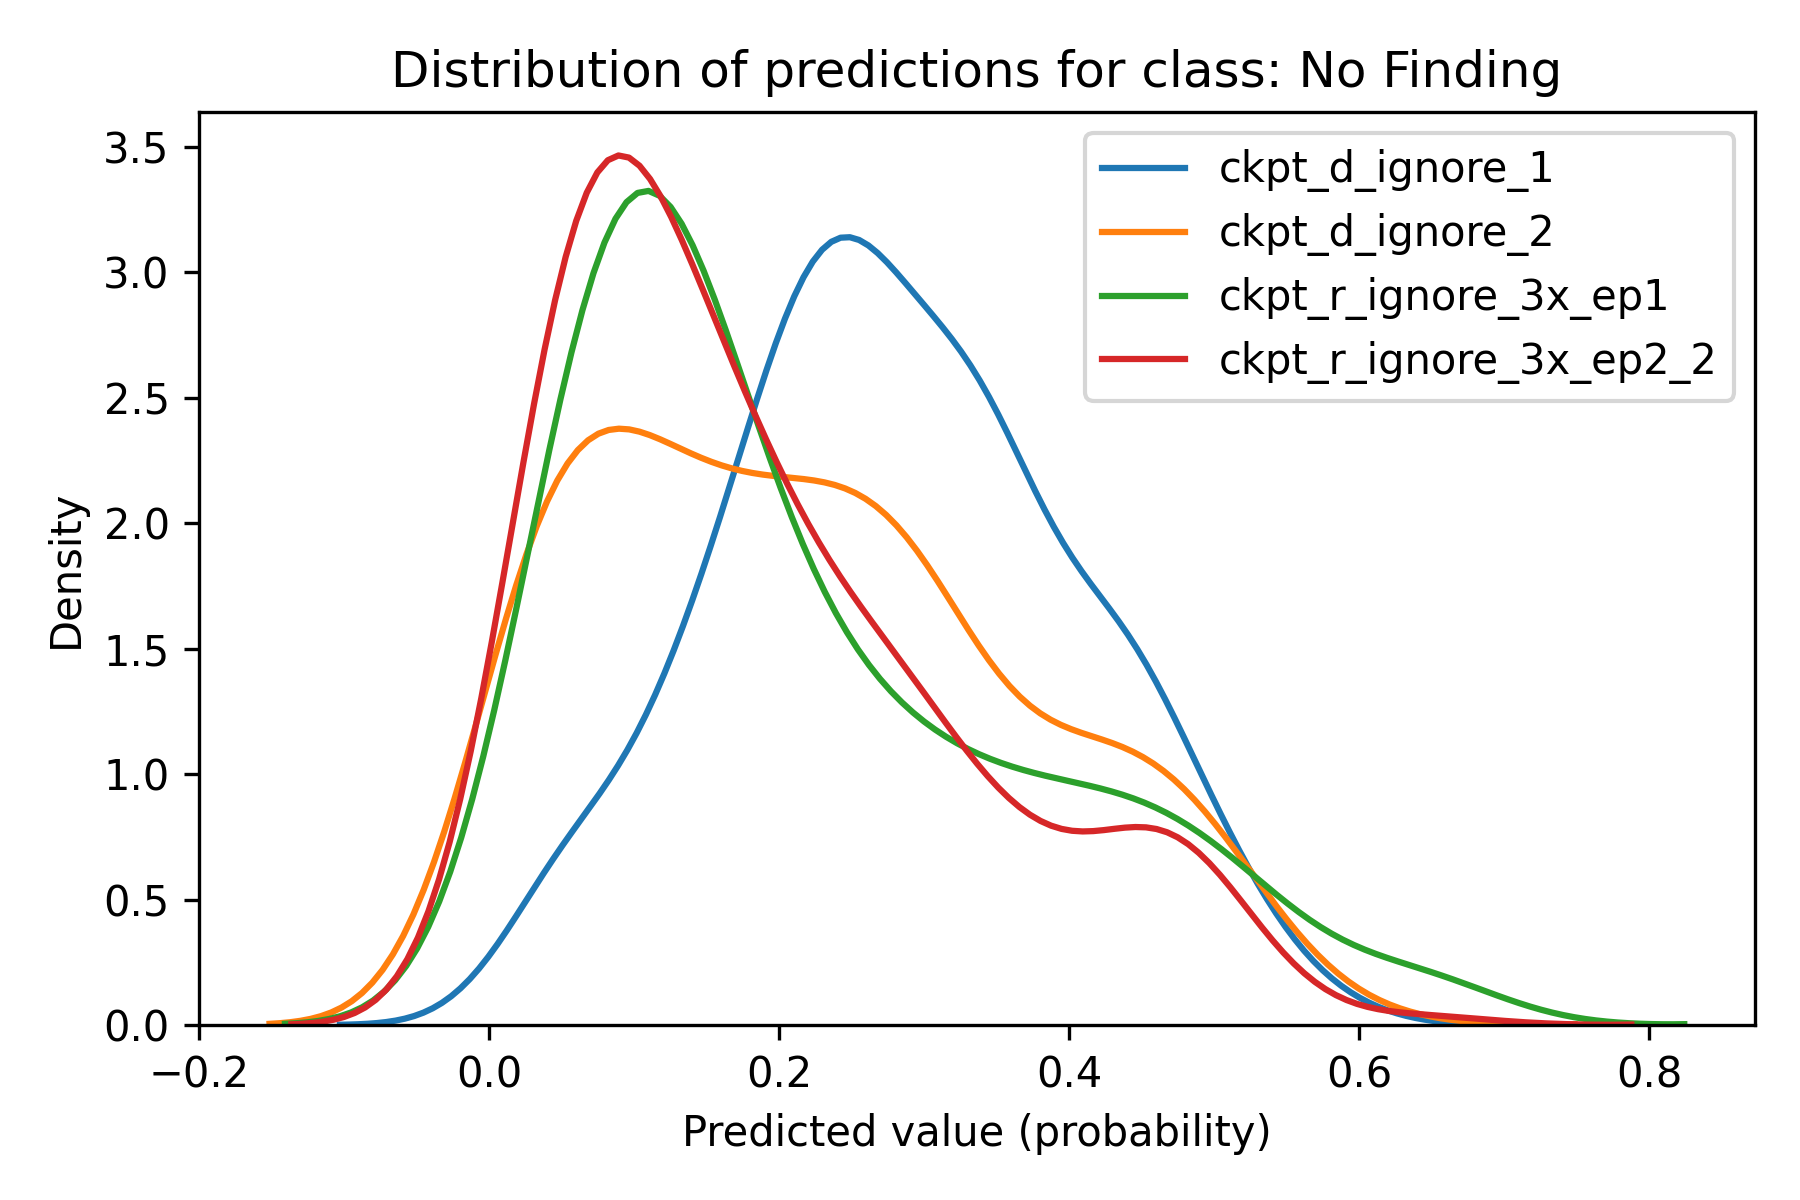 Distribution of predictions for class: No Finding
ckpt_d_ignore_1
ckpt_d_ignore_2
ckpt_r_ignore_3x_ep1
ckpt_r_ignore_3x_ep2_2
3.5
3.0
2.5
2.0
1.5
1.0
0.5
0.0
Density
−0.2 0.0 0.2 0.4 0.6 0.8
Predicted value (probability)